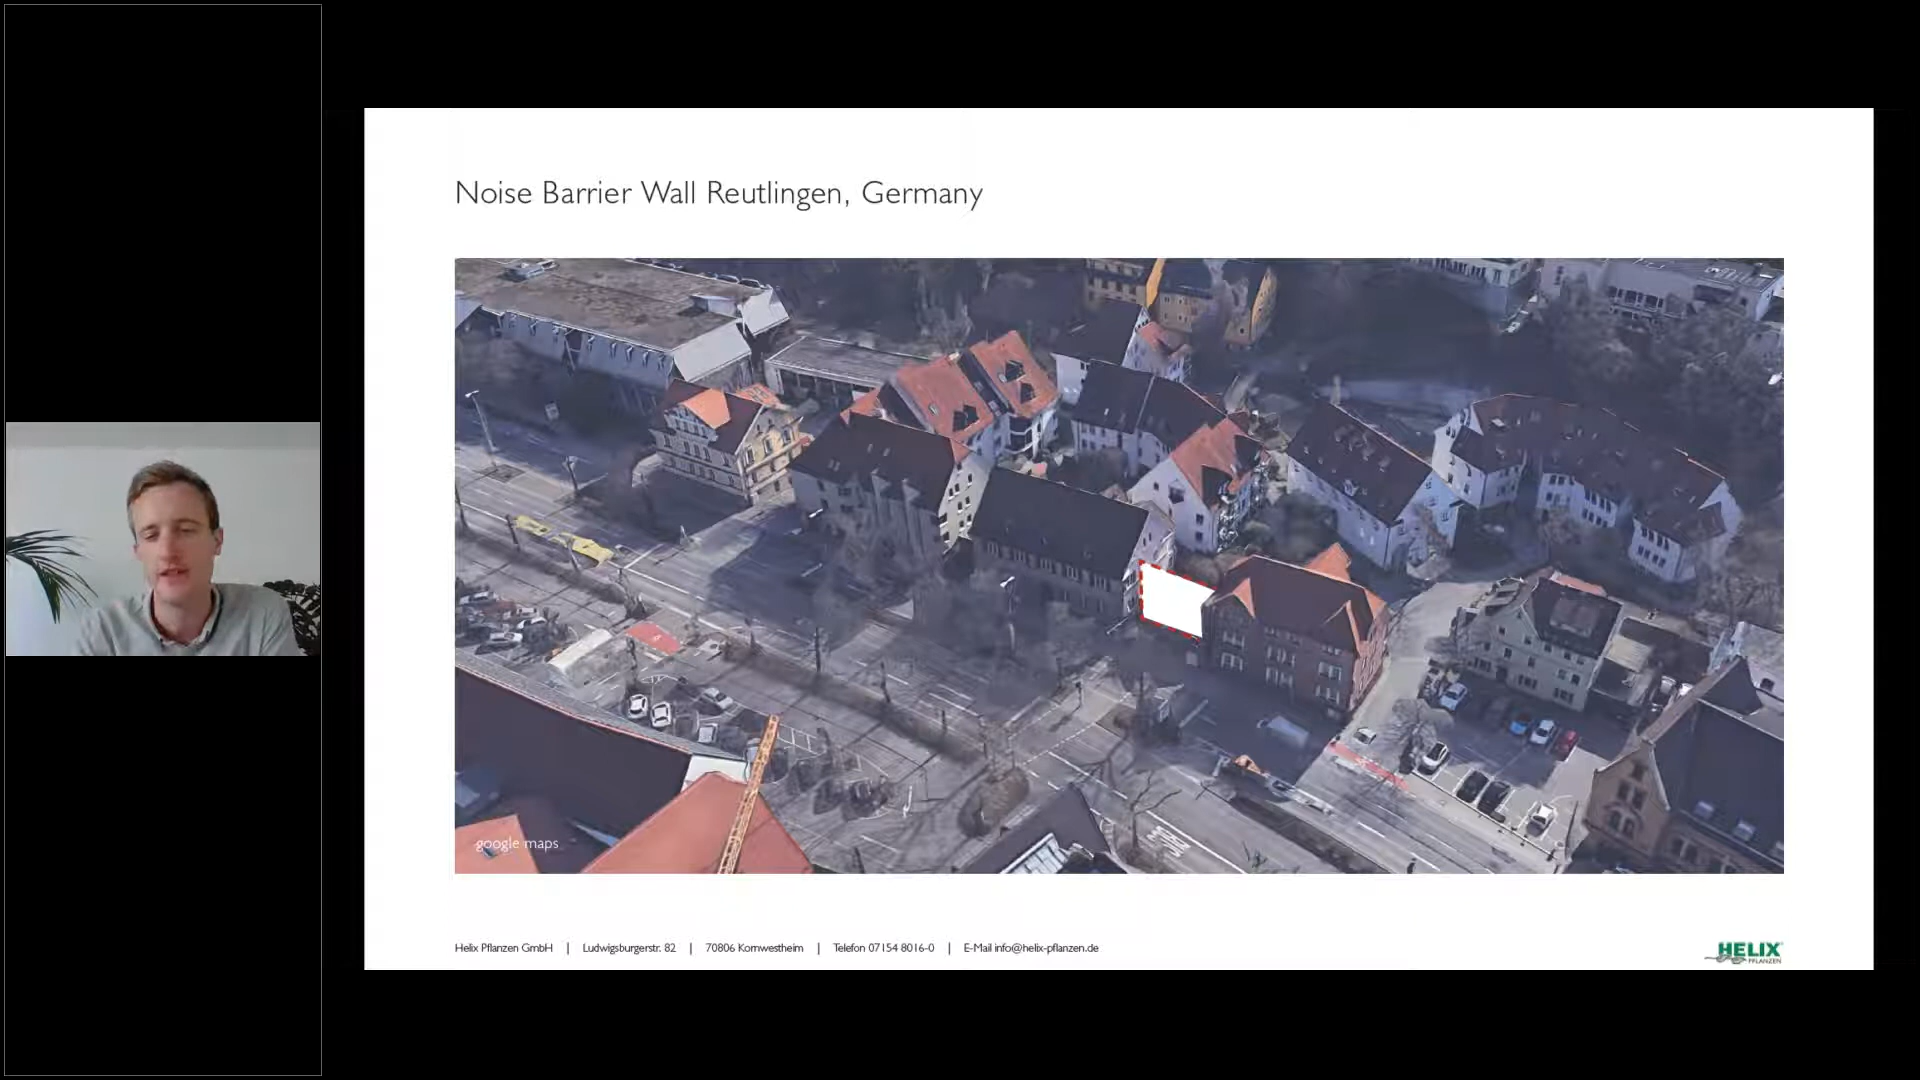 Noise Barrier Wall Reutlingen, Germany
google maps
Helix Pflanzen GmbH | Ludwigsburgerstr. 82 | 70806 Kornwestheim | Telefon 07154 8016-0 | E-Mail info@helix-pflanzen.de
HELIX
PFLANZEN